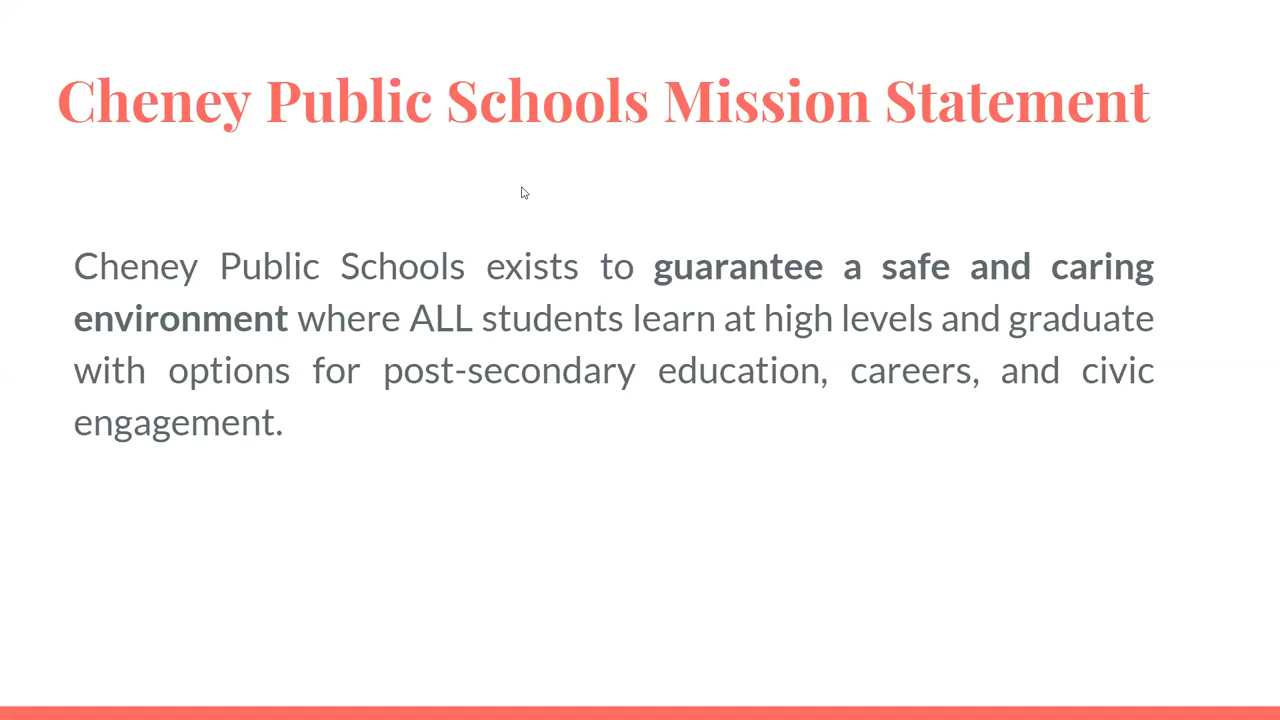 Cheney Public Schools Mission Statement
Cheney Public Schools exists to guarantee a safe and caring
environment where ALL students learn at high levels and graduate
with options for post-secondary education, careers, and civic
engagement.